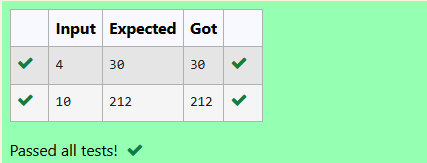 Input Expected Got
4 30 30
10 212 212
Passed all tests!